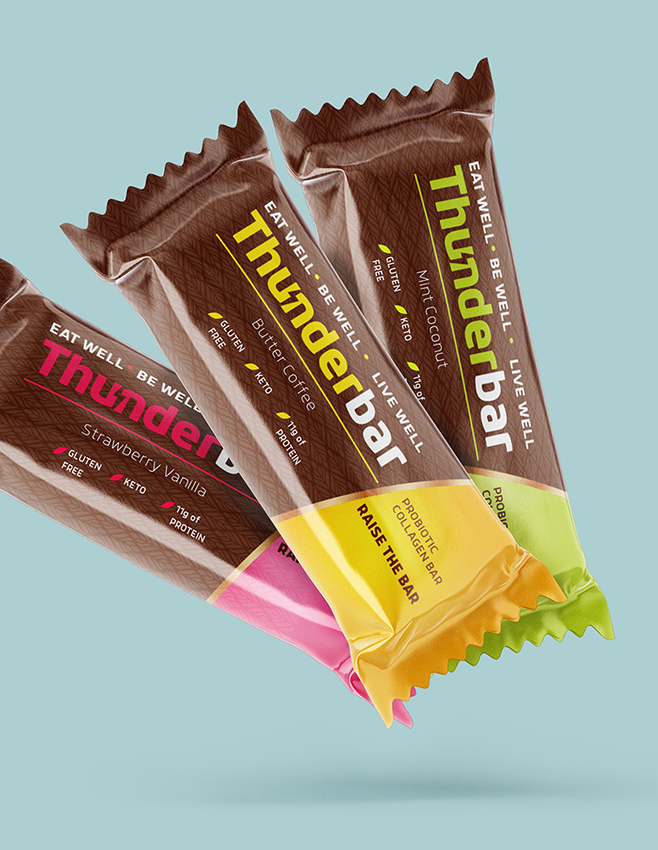 EAT WELL • BE WELL
Thunder
Strawberry Vanilla
GLUTEN
FREE
KETO
11g of
PROTEIN
EAT WELL • BE WELL • LIVE WELL
Thunderbar
Butter Coffee
GLUTEN
FREE
KETO
11g of
PROTEIN
PROBIOTIC
COLLAGEN BAR
RAISE THE BAR
EAT WELL • BE WELL • LIVE WELL
Thunderbar
MInt Coconut
GLUTEN
FREE
KETO
11g of